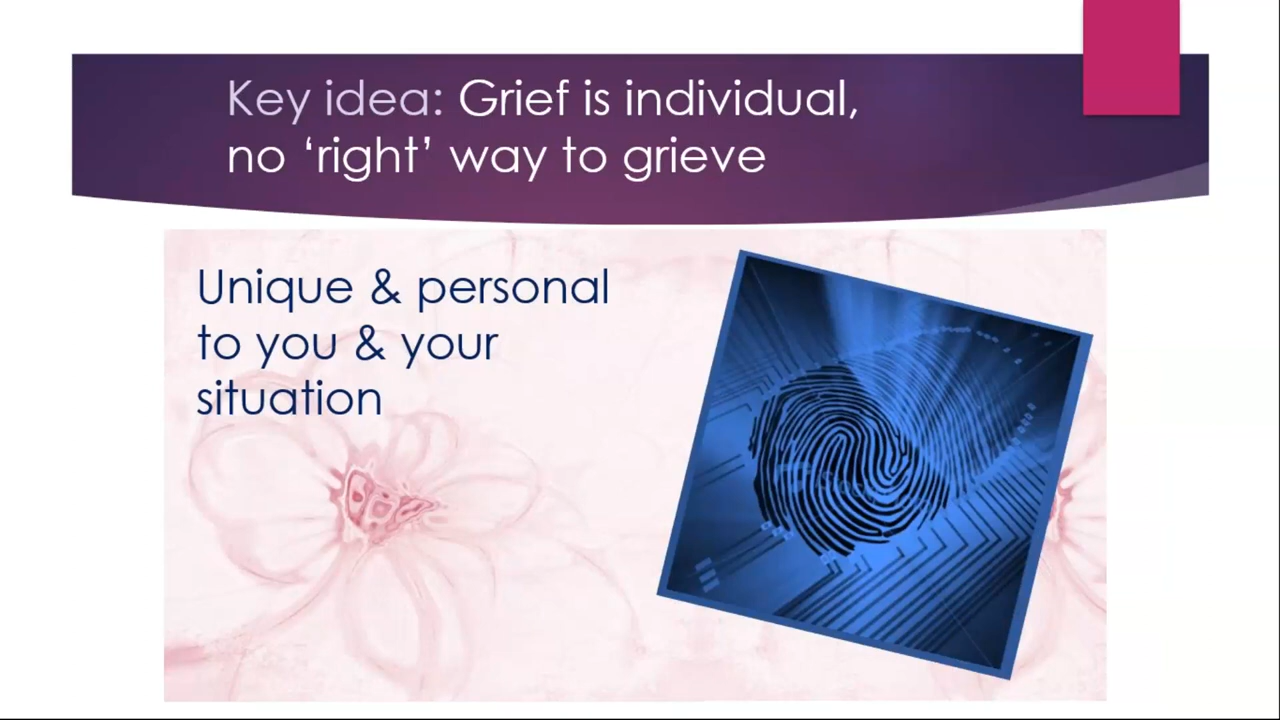 Key idea: Grief is individual,
no ‘right’ way to grieve
Unique & personal
to you & your
situation